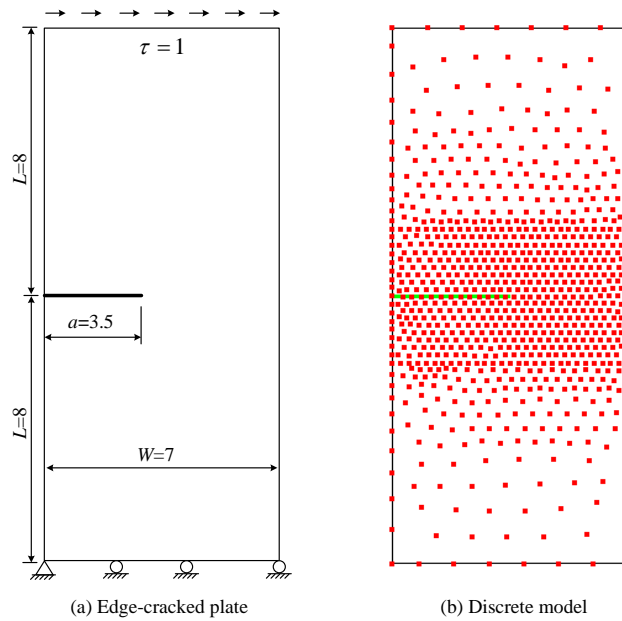 τ = 1
L=8
a=3.5
L=8
W=7
(a) Edge-cracked plate
(b) Discrete model